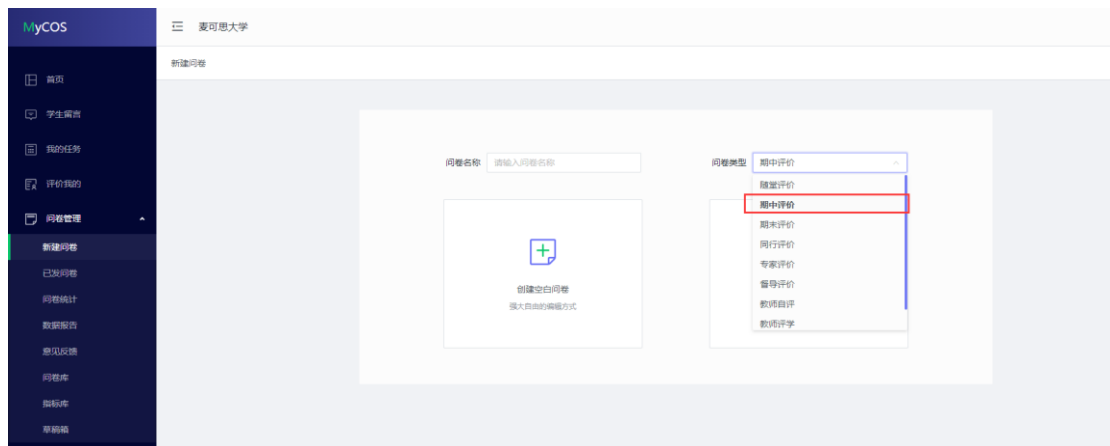 MyCOS
麦可思大学
新建问卷
首页
学生留言
我的任务
评价我的
问卷管理
新建问卷
已发问卷
问卷统计
数据报告
意见反馈
问卷库
指标库
草稿箱
问卷名称 请输入问卷名称
问卷类型 期中评价
随堂评价
期中评价
期末评价
同行评价
专家评价
督导评价
教师自评
教师评学
创建空白问卷
强大自由的编辑方式